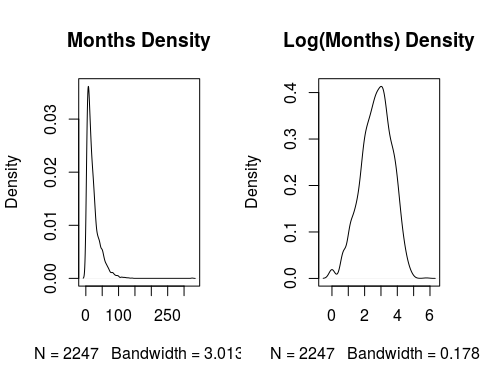 Months Density
Log(Months) Density
Density
0.00 0.01 0.02 0.03
0 100 250
N = 2247 Bandwidth = 3.013
Density
0.0 0.1 0.2 0.3 0.4
0 2 4 6
N = 2247 Bandwidth = 0.178